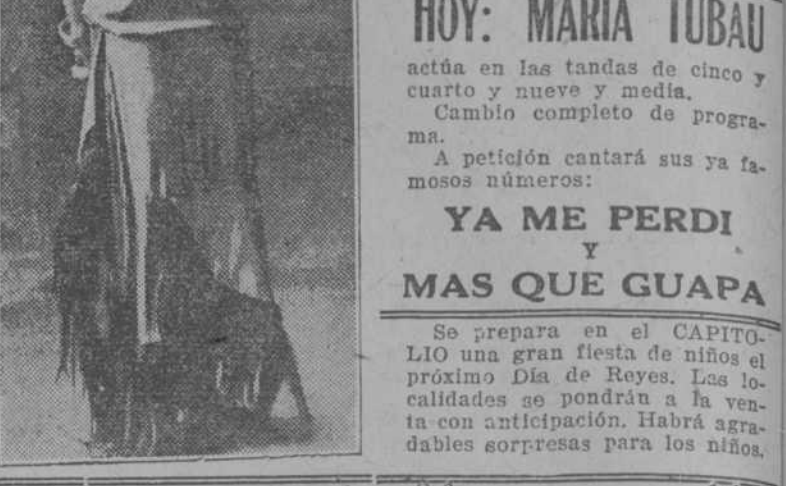 HOY: MARIA TUBAU
actúa en las tandas de cinco y
cuarto y nueve y media.
Cambio completo de progra-
ma.
A petición cantará sus ya fa-
mosos números:
YA ME PERDI
Y
MAS QUE GUAPA
Se prepara en el CAPITO-
LIO una gran fiesta de niños el
próximo Día de Reyes. Las lo-
calidades se pondrán a la ven-
ta con anticipación. Habrá agra-
dables sorpresas para los niños.